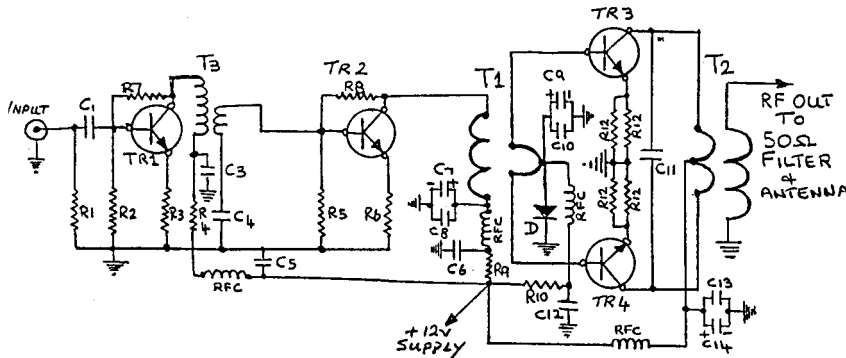 INPUT
C1
R7
T3
TR1
R1
R2
R3
R4
C3
C4
RFC
C5
R8
TR2
R5
R6
C7
C8
RFC
C6
R9
+12V
SUPPLY
T1
C9
C10
RFC
D
R10
C12
TR3
R12
R12
R12
R12
C11
TR4
RFC
T2
C13
C14
RF OUT
TO
50Ω
FILTER
&
ANTENNA